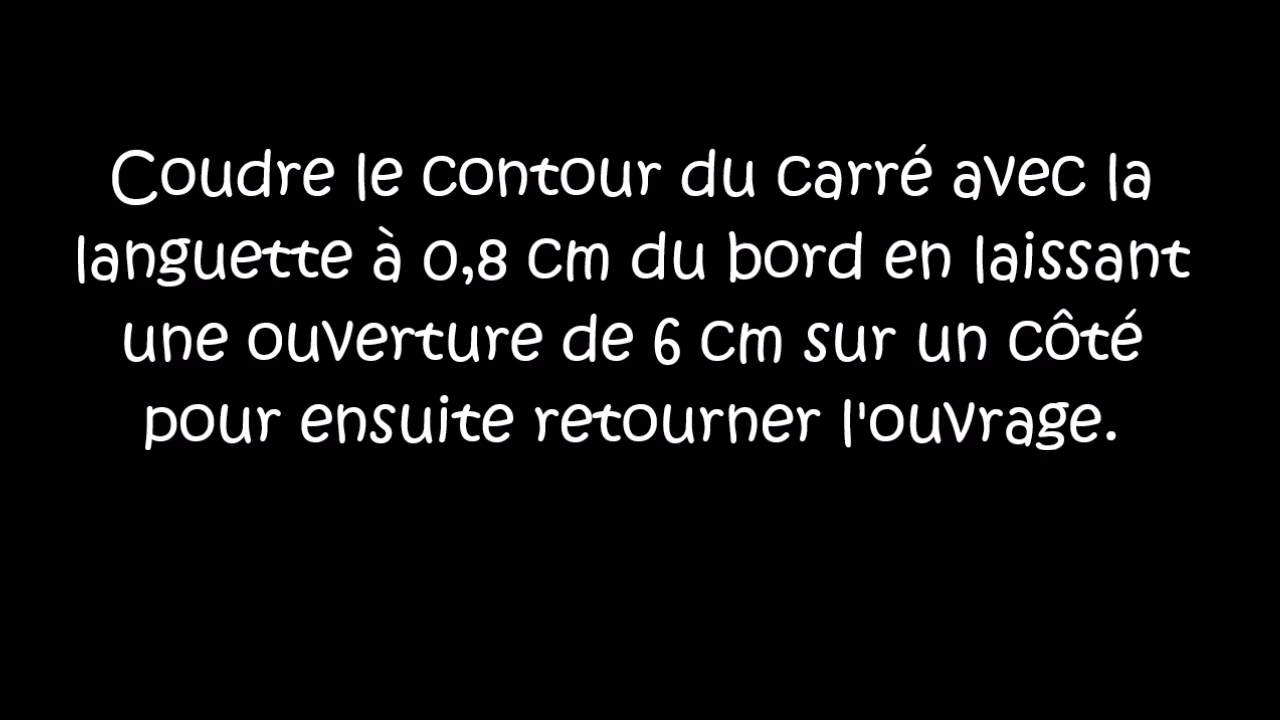 Coudre le contour du carré avec la
languette à 0,8 cm du bord en laissant
une ouverture de 6 cm sur un côté
pour ensuite retourner l'ouvrage.